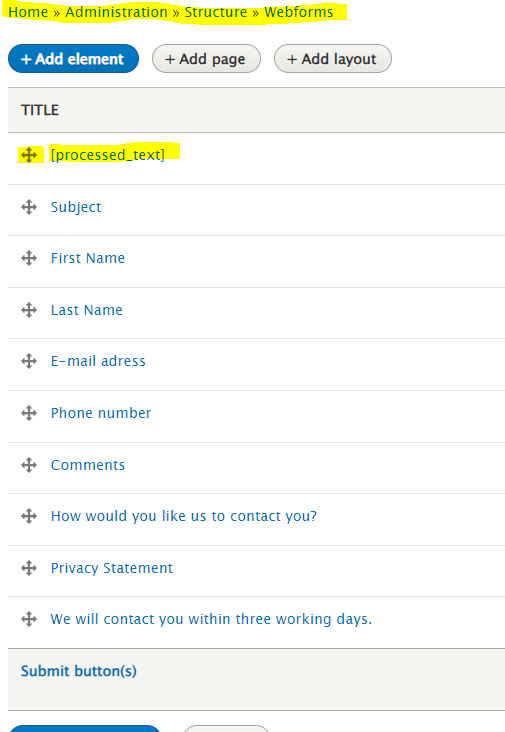 Home » Administration » Structure » Webforms
+ Add element + Add page + Add layout
TITLE
[processed_text]
Subject
First Name
Last Name
E-mail adress
Phone number
Comments
How would you like us to contact you?
Privacy Statement
We will contact you within three working days.
Submit button(s)